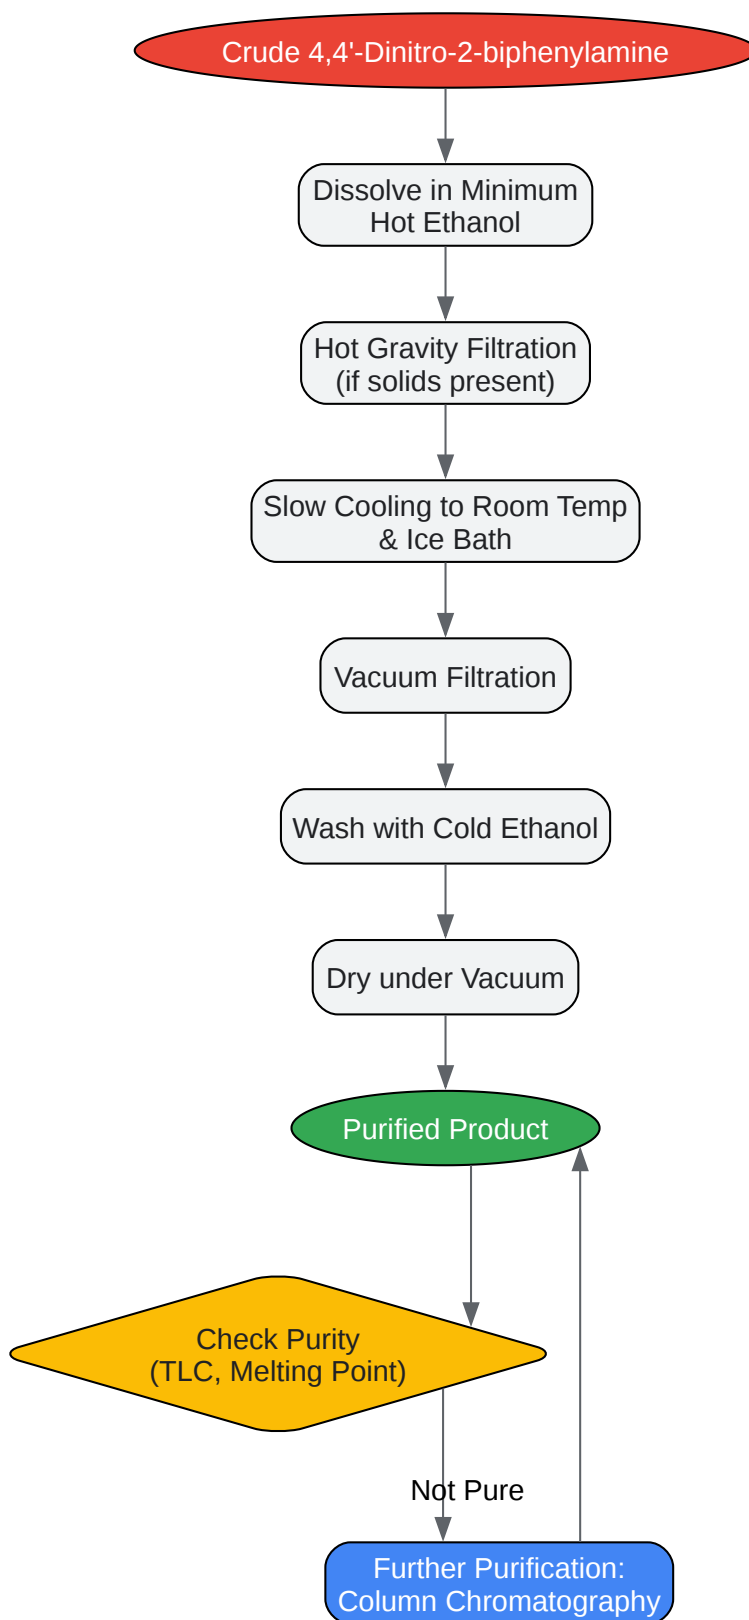 Crude 4,4'-Dinitro-2-biphenylamine
Dissolve in Minimum
Hot Ethanol
Hot Gravity Filtration
(if solids present)
Slow Cooling to Room Temp
& Ice Bath
Vacuum Filtration
Wash with Cold Ethanol
Dry under Vacuum
Purified Product
Check Purity
(TLC, Melting Point)
Not Pure
Further Purification:
Column Chromatography